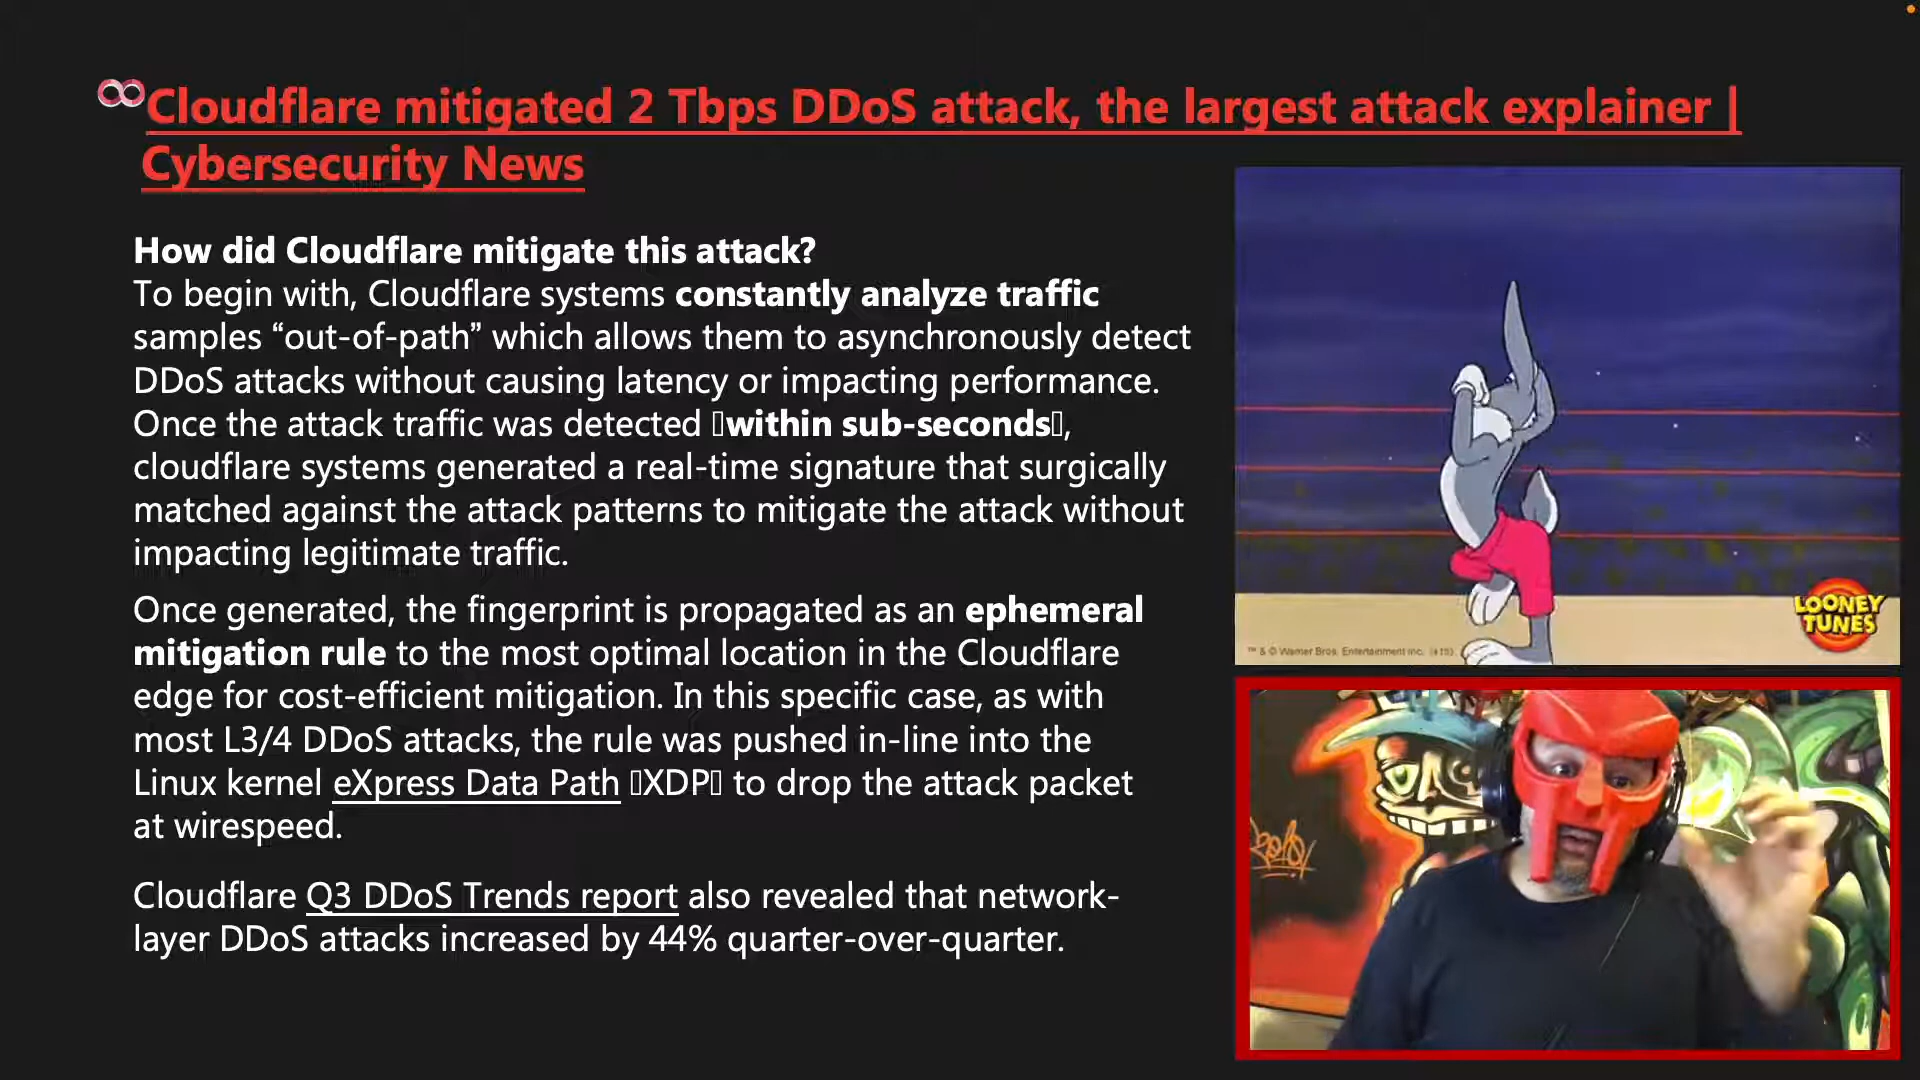 Cloudflare mitigated 2 Tbps DDoS attack, the largest attack explainer |
Cybersecurity News
How did Cloudflare mitigate this attack?
To begin with, Cloudflare systems constantly analyze traffic
samples “out-of-path” which allows them to asynchronously detect
DDoS attacks without causing latency or impacting performance.
Once the attack traffic was detected ▯within sub-seconds▯,
cloudflare systems generated a real-time signature that surgically
matched against the attack patterns to mitigate the attack without
impacting legitimate traffic.
Once generated, the fingerprint is propagated as an ephemeral
mitigation rule to the most optimal location in the Cloudflare
edge for cost-efficient mitigation. In this specific case, as with
most L3/4 DDoS attacks, the rule was pushed in-line into the
Linux kernel eXpress Data Path ▯XDP▯ to drop the attack packet
at wirespeed.
Cloudflare Q3 DDoS Trends report also revealed that network-
layer DDoS attacks increased by 44% quarter-over-quarter.
LOONEY
TUNES
™ & © Warner Bros. Entertainment Inc.